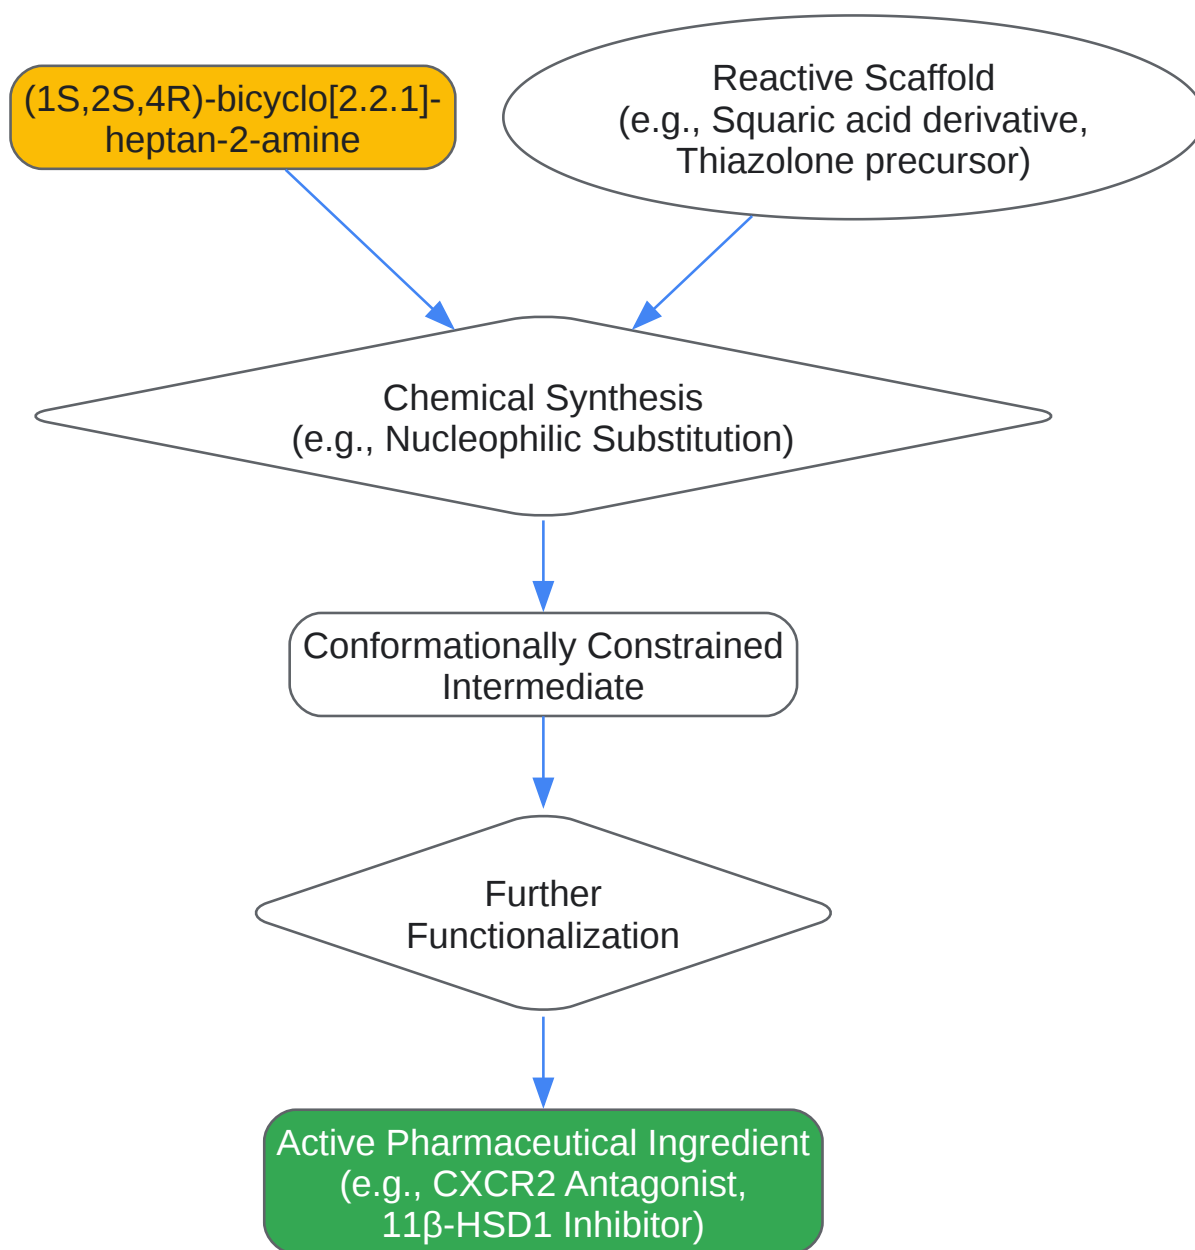 (1S,2S,4R)-bicyclo[2.2.1]-
heptan-2-amine
Reactive Scaffold
(e.g., Squaric acid derivative,
Thiazolone precursor)
Chemical Synthesis
(e.g., Nucleophilic Substitution)
Conformationally Constrained
Intermediate
Further
Functionalization
Active Pharmaceutical Ingredient
(e.g., CXCR2 Antagonist,
11β-HSD1 Inhibitor)